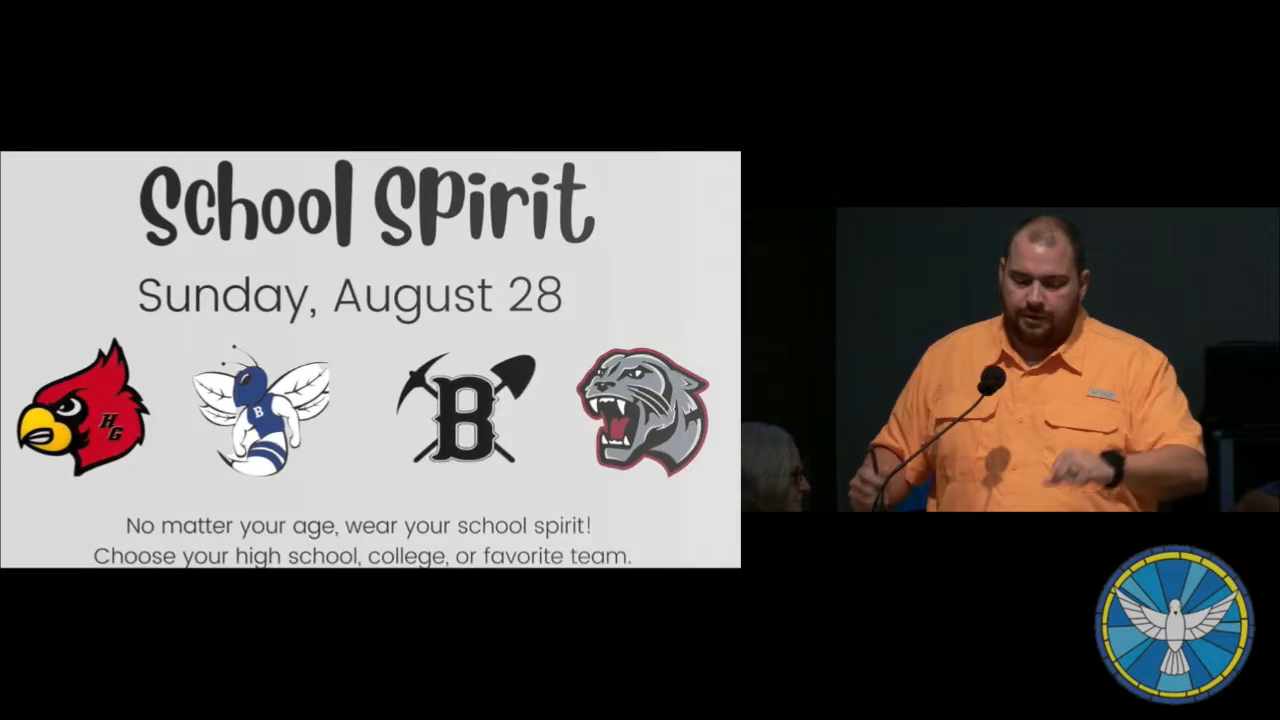 School Spirit
Sunday, August 28
HG
B
B
No matter your age, wear your school spirit!
Choose your high school, college, or favorite team.